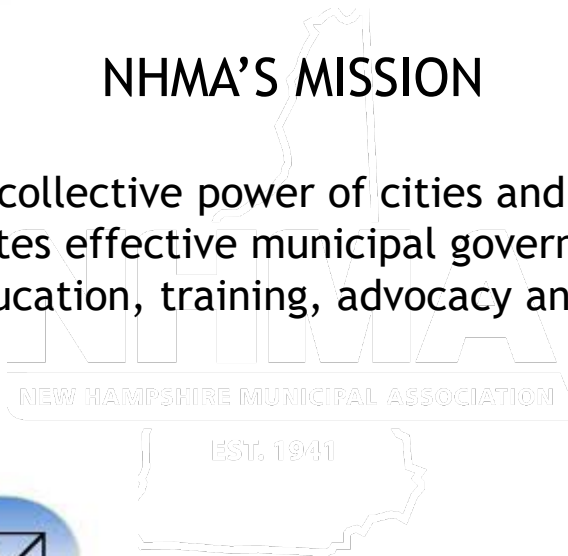 NHMA'S MISSION
collective power of cities and
tes effective municipal govern
ucation, training, advocacy an
NHMA
NEW HAMPSHIRE MUNICIPAL ASSOCIATION
EST. 1941